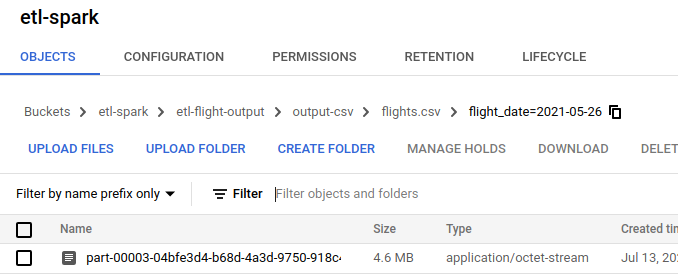 etl-spark
OBJECTS CONFIGURATION PERMISSIONS RETENTION LIFECYCLE
Buckets etl-spark etl-flight-output output-csv flights.csv flight_date=2021-05-26
UPLOAD FILES UPLOAD FOLDER CREATE FOLDER MANAGE HOLDS DOWNLOAD DELET
Filter by name prefix only Filter Filter objects and folders
Name Size Type Created tim
part-00003-04bfe3d4-b68d-4a3d-9750-918c4 4.6 MB application/octet-stream Jul 13, 20